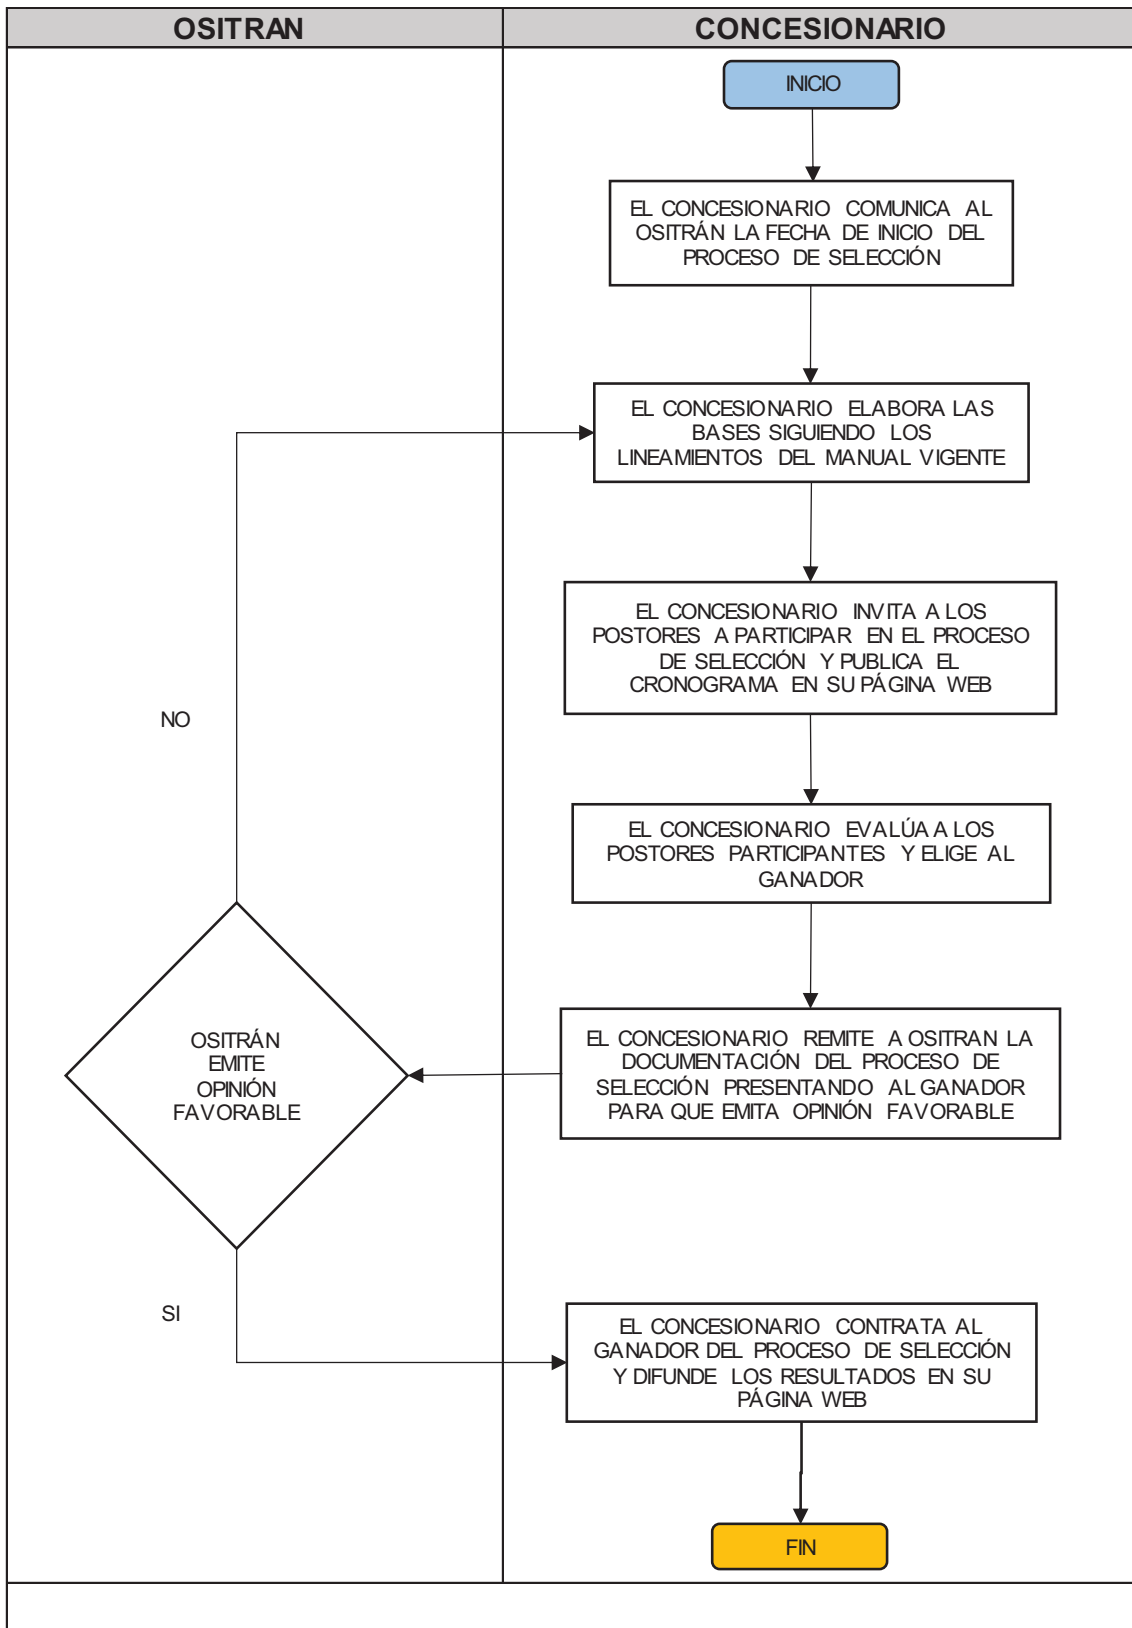 OSITRAN
CONCESIONARIO
INICIO
EL CONCESIONARIO COMUNICA AL
OSITRÁN LA FECHA DE INICIO DEL
PROCESO DE SELECCIÓN
EL CONCESIONARIO ELABORA LAS
BASES SIGUIENDO LOS
LINEAMIENTOS DEL MANUAL VIGENTE
EL CONCESIONARIO INVITA A LOS
POSTORES A PARTICIPAR EN EL PROCESO
DE SELECCIÓN Y PUBLICA EL
CRONOGRAMA EN SU PÁGINA WEB
NO
EL CONCESIONARIO EVALÚA A LOS
POSTORES PARTICIPANTES Y ELIGE AL
GANADOR
EL CONCESIONARIO REMITE A OSITRAN LA
DOCUMENTACIÓN DEL PROCESO DE
SELECCIÓN PRESENTANDO AL GANADOR
PARA QUE EMITA OPINIÓN FAVORABLE
OSITRÁN
EMITE
OPINIÓN
FAVORABLE
SI
EL CONCESIONARIO CONTRATA AL
GANADOR DEL PROCESO DE SELECCIÓN
Y DIFUNDE LOS RESULTADOS EN SU
PÁGINA WEB
FIN